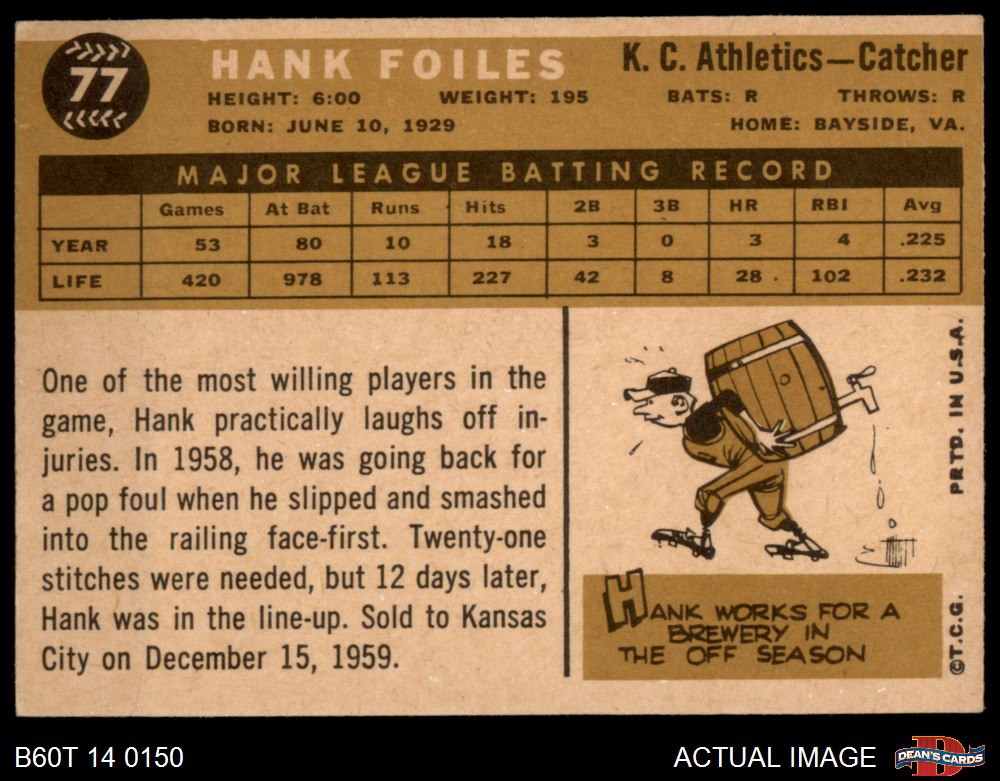 77
HANK FOILES
K. C. Athletics—Catcher
HEIGHT: 6:00 WEIGHT: 195 BATS: R THROWS: R
BORN: JUNE 10, 1929 HOME: BAYSIDE, VA.
MAJOR LEAGUE BATTING RECORD
Games At Bat Runs Hits 2B 3B HR RBI Avg
YEAR 53 80 10 18 3 0 3 4 .225
LIFE 420 978 113 227 42 8 28 102 .232
One of the most willing players in the
game, Hank practically laughs off in-
juries. In 1958, he was going back for
a pop foul when he slipped and smashed
into the railing face-first. Twenty-one
stitches were needed, but 12 days later,
Hank was in the line-up. Sold to Kansas
City on December 15, 1959.
HANK WORKS FOR A
BREWERY IN
THE OFF SEASON
©T.C.G. PRTD. IN U.S.A.
B60T 14 0150
ACTUAL IMAGE
D
DEAN'S CARDS